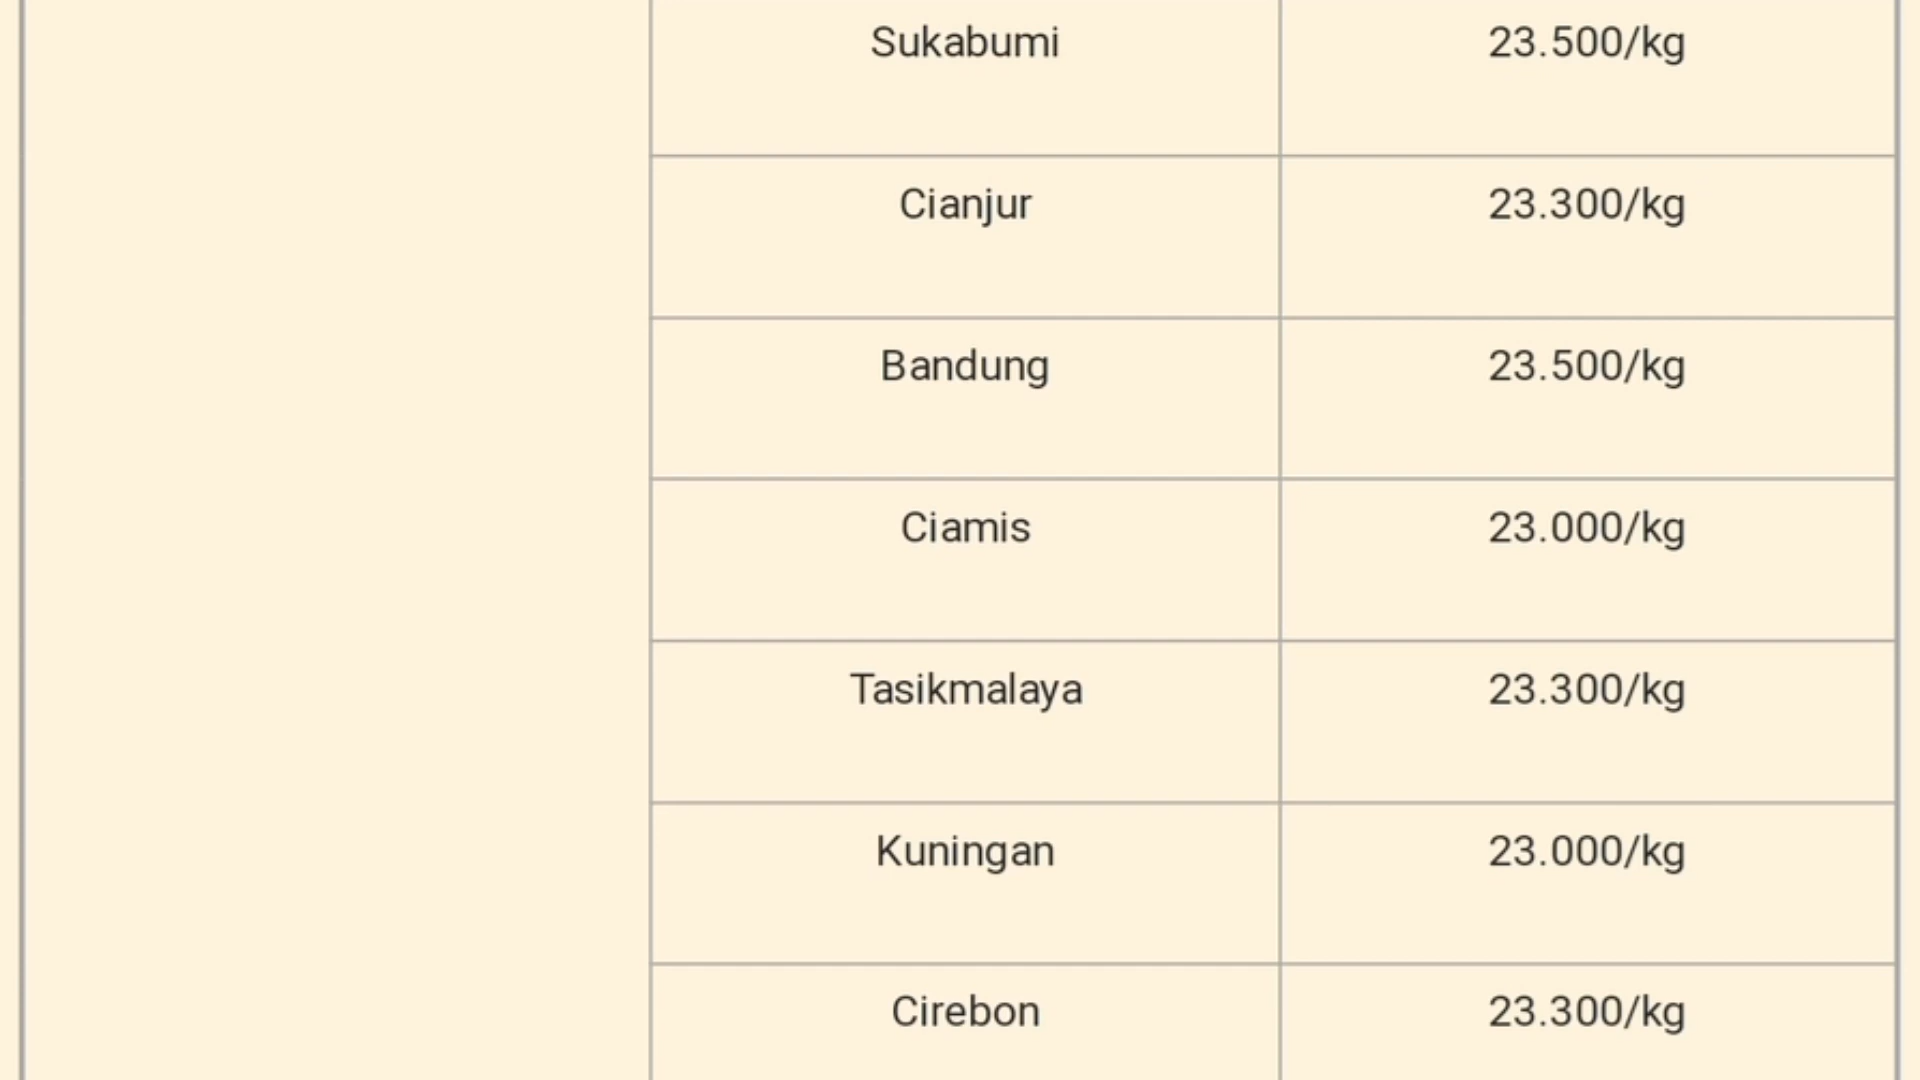 Sukabumi 23.500/kg
Cianjur 23.300/kg
Bandung 23.500/kg
Ciamis 23.000/kg
Tasikmalaya 23.300/kg
Kuningan 23.000/kg
Cirebon 23.300/kg